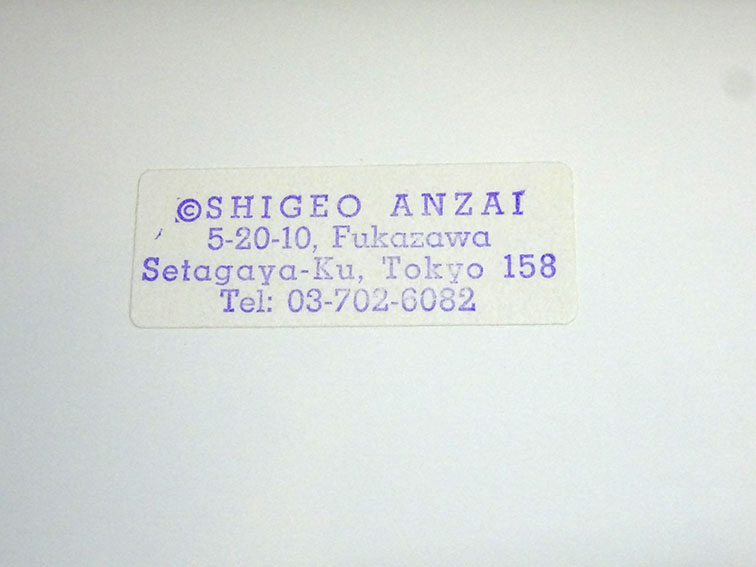 ©SHIGEO ANZAI
5-20-10, Fukazawa
Setagaya-Ku, Tokyo 158
Tel: 03-702-6082